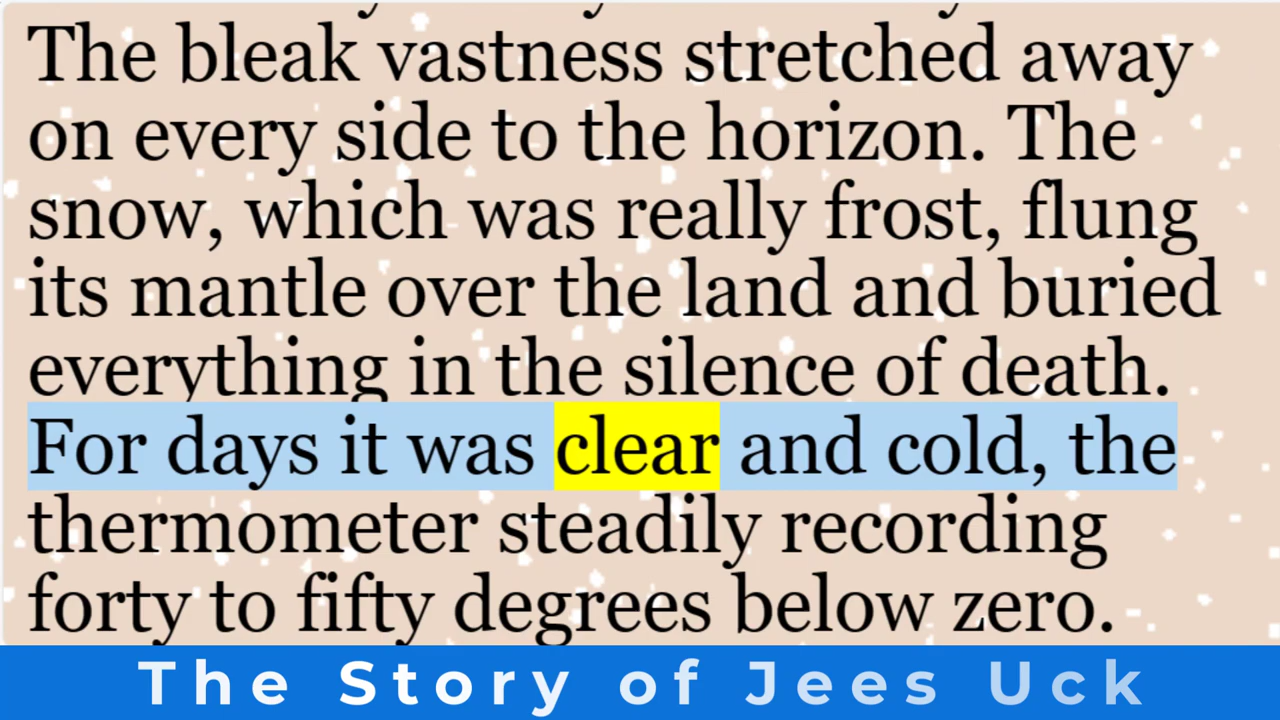 The bleak vastness stretched away
on every side to the horizon. The
snow, which was really frost, flung
its mantle over the land and buried
everything in the silence of death.
For days it was clear and cold, the
thermometer steadily recording
forty to fifty degrees below zero.
The Story of Jees Uck